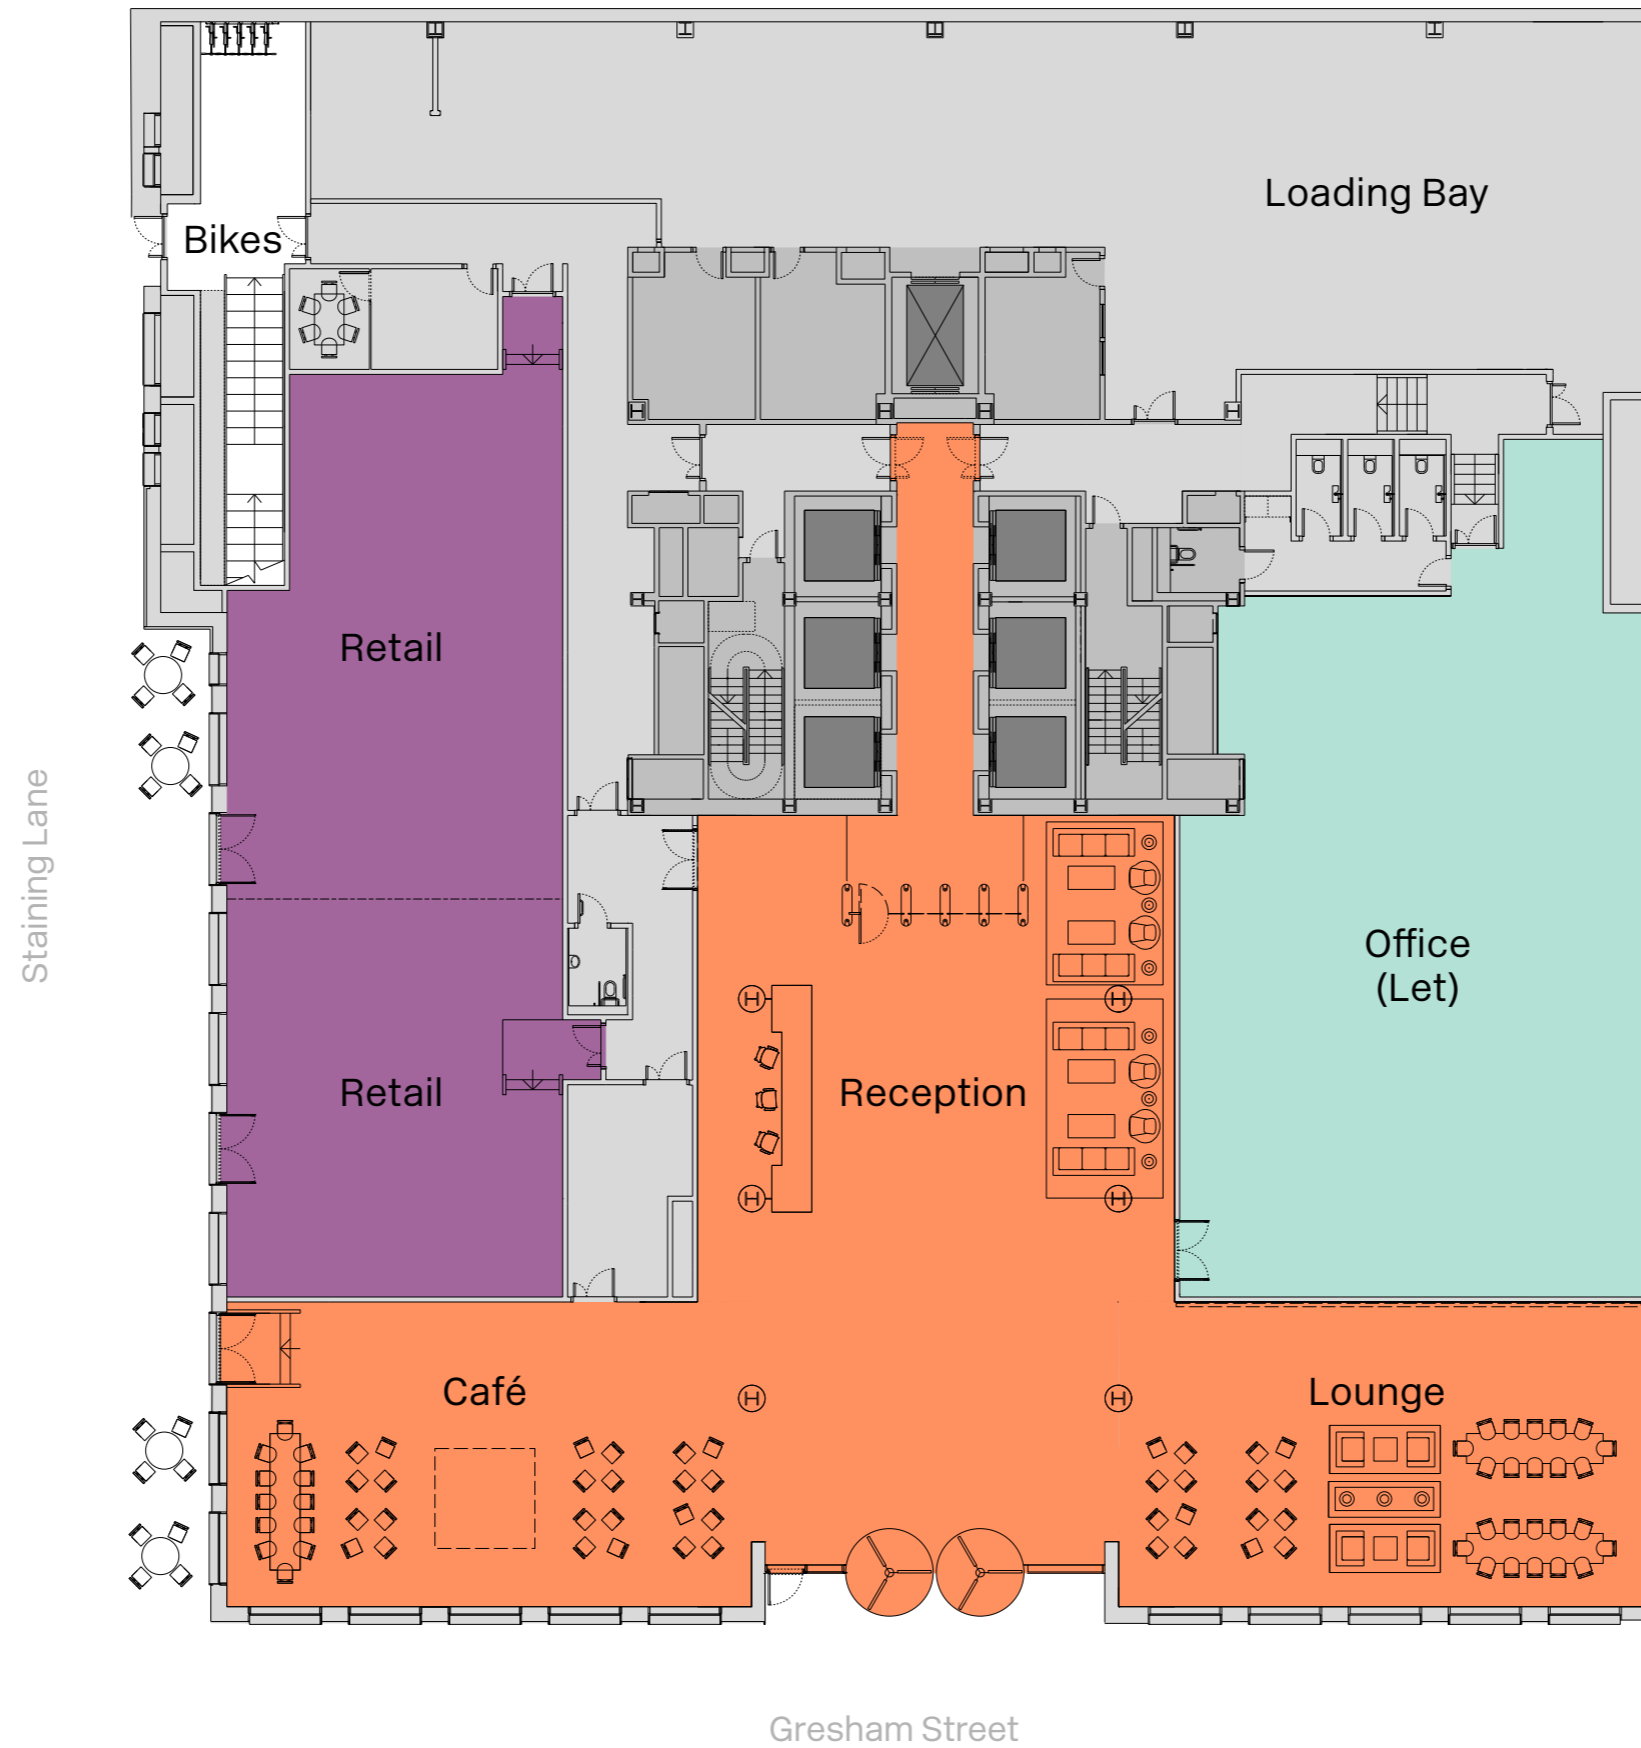 Loading Bay
Bikes
Retail
Staining Lane
Office
(Let)
Retail
Reception
Café
Lounge
Gresham Street